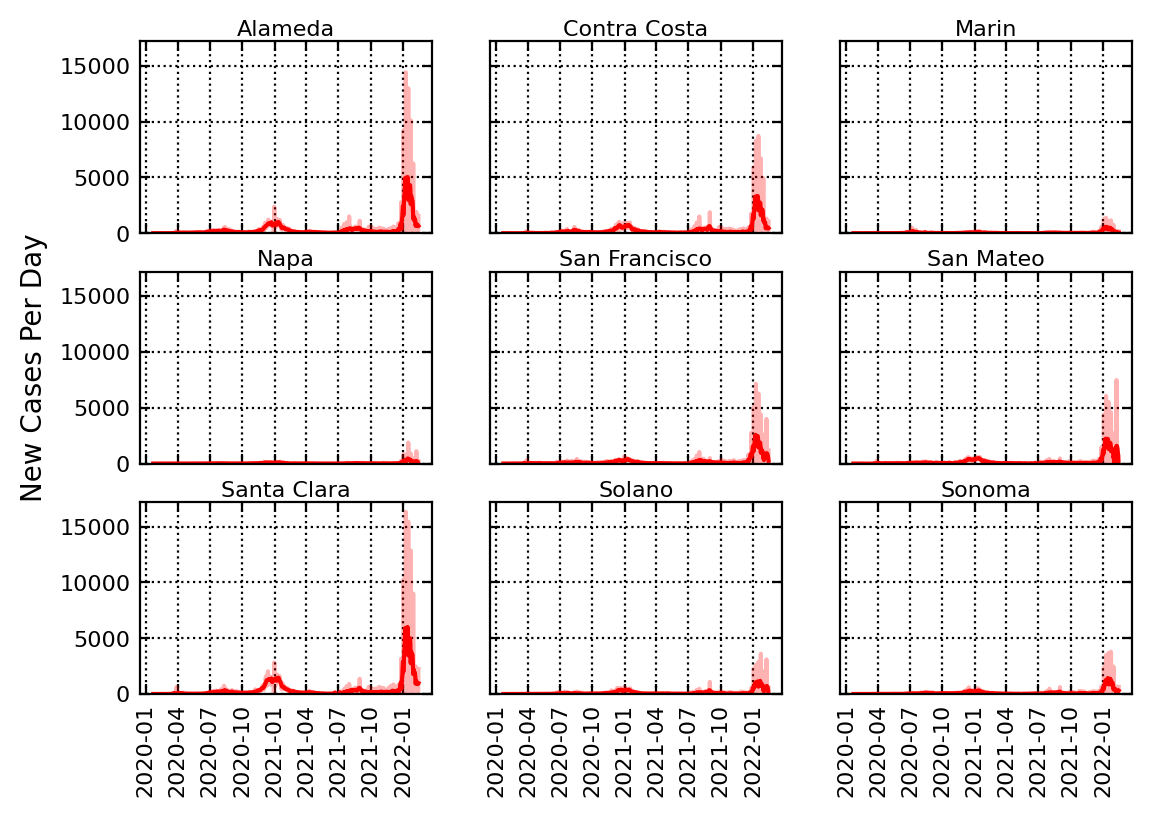 Alameda Contra Costa Marin
15000
10000
5000
0
Napa San Francisco San Mateo
15000
10000
5000
0
New Cases Per Day
Santa Clara Solano Sonoma
15000
10000
5000
0
2020-01 2020-04 2020-07 2020-10 2021-01 2021-04 2021-07 2021-10 2022-01
2020-01 2020-04 2020-07 2020-10 2021-01 2021-04 2021-07 2021-10 2022-01
2020-01 2020-04 2020-07 2020-10 2021-01 2021-04 2021-07 2021-10 2022-01